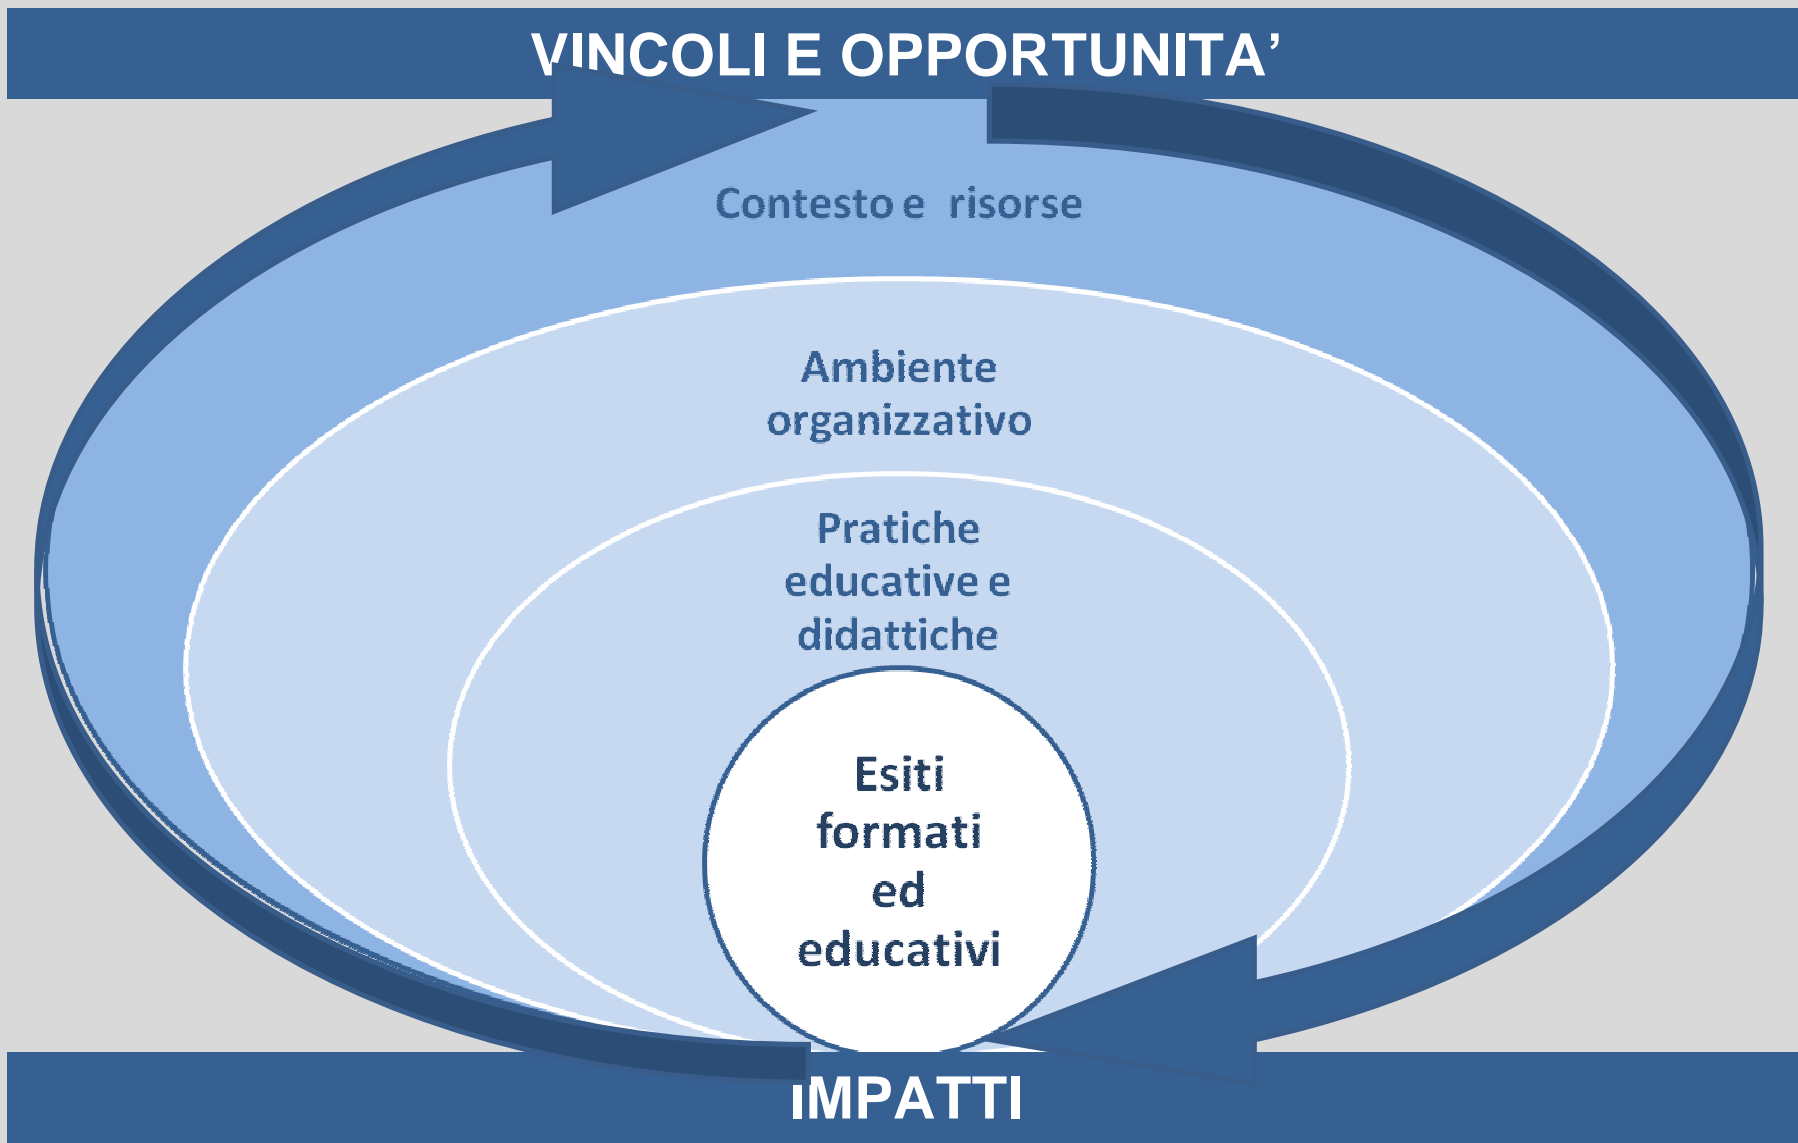 VINCOLI E OPPORTUNITA’
Contesto e risorse
Ambiente
organizzativo
Pratiche
educative e
didattiche
Esiti
formati
ed
educativi
IMPATTI